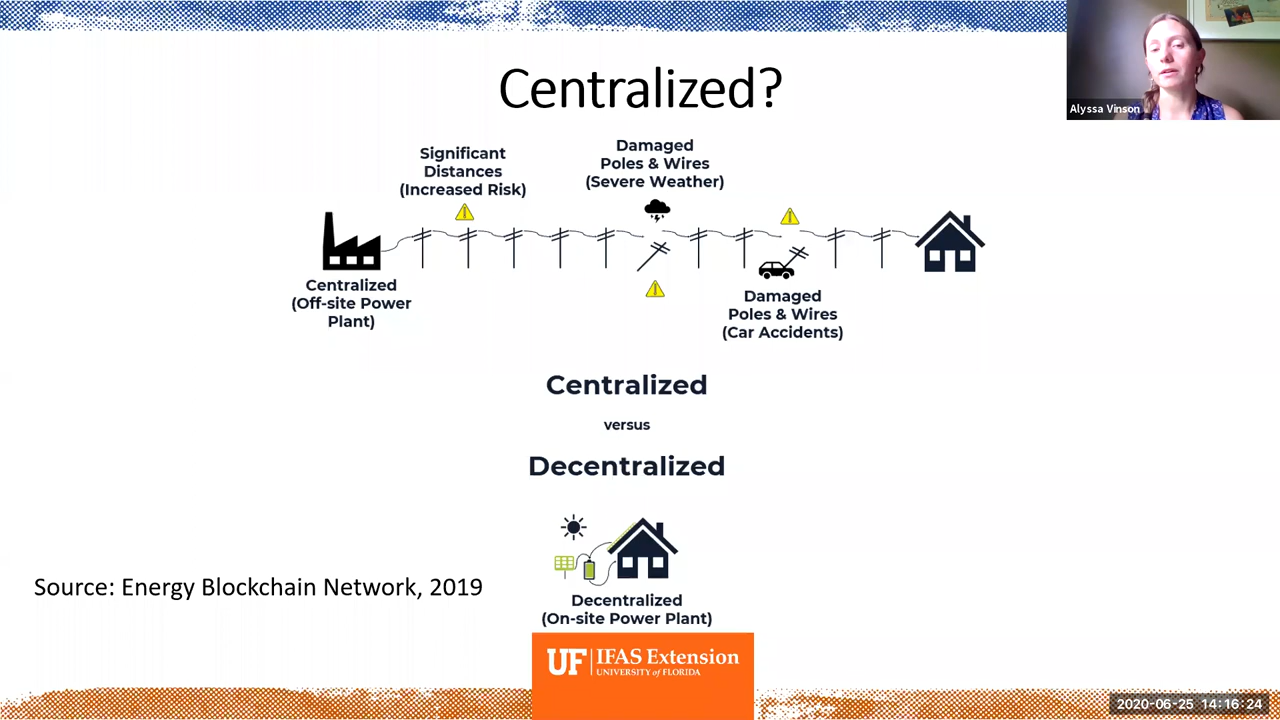 Alyssa Vinson
Centralized?
Significant
Distances
(Increased Risk)
Damaged
Poles & Wires
(Severe Weather)
Centralized
(Off-site Power
Plant)
Damaged
Poles & Wires
(Car Accidents)
Centralized
versus
Decentralized
Source: Energy Blockchain Network, 2019
Decentralized
(On-site Power Plant)
UF IFAS Extension
UNIVERSITY of FLORIDA
2020-06-25 14:16:24